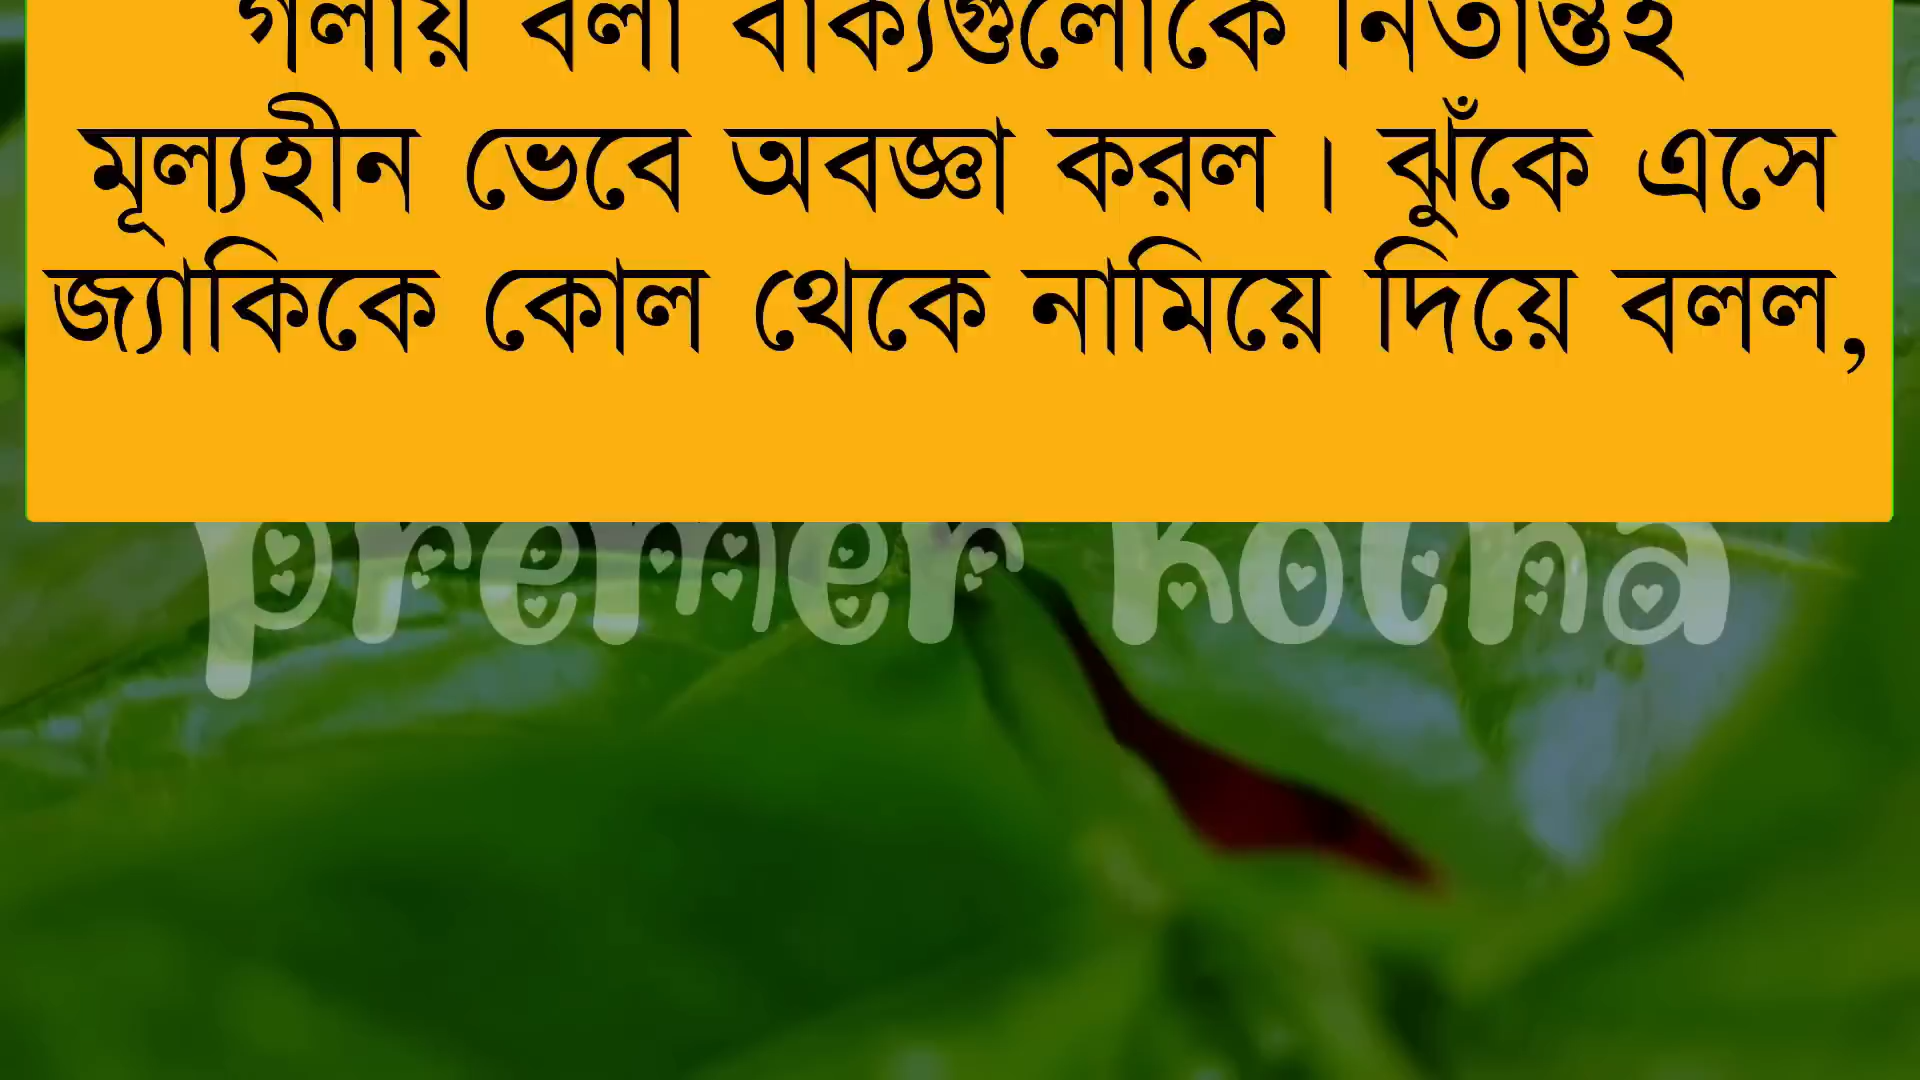 গলায় বলা বাক্যগুলোকে নিতান্তই
মূল্যহীন ভেবে অবজ্ঞা করল। ঝুঁকে এসে
জ্যাকিকে কোল থেকে নামিয়ে দিয়ে বলল,
premer kotha